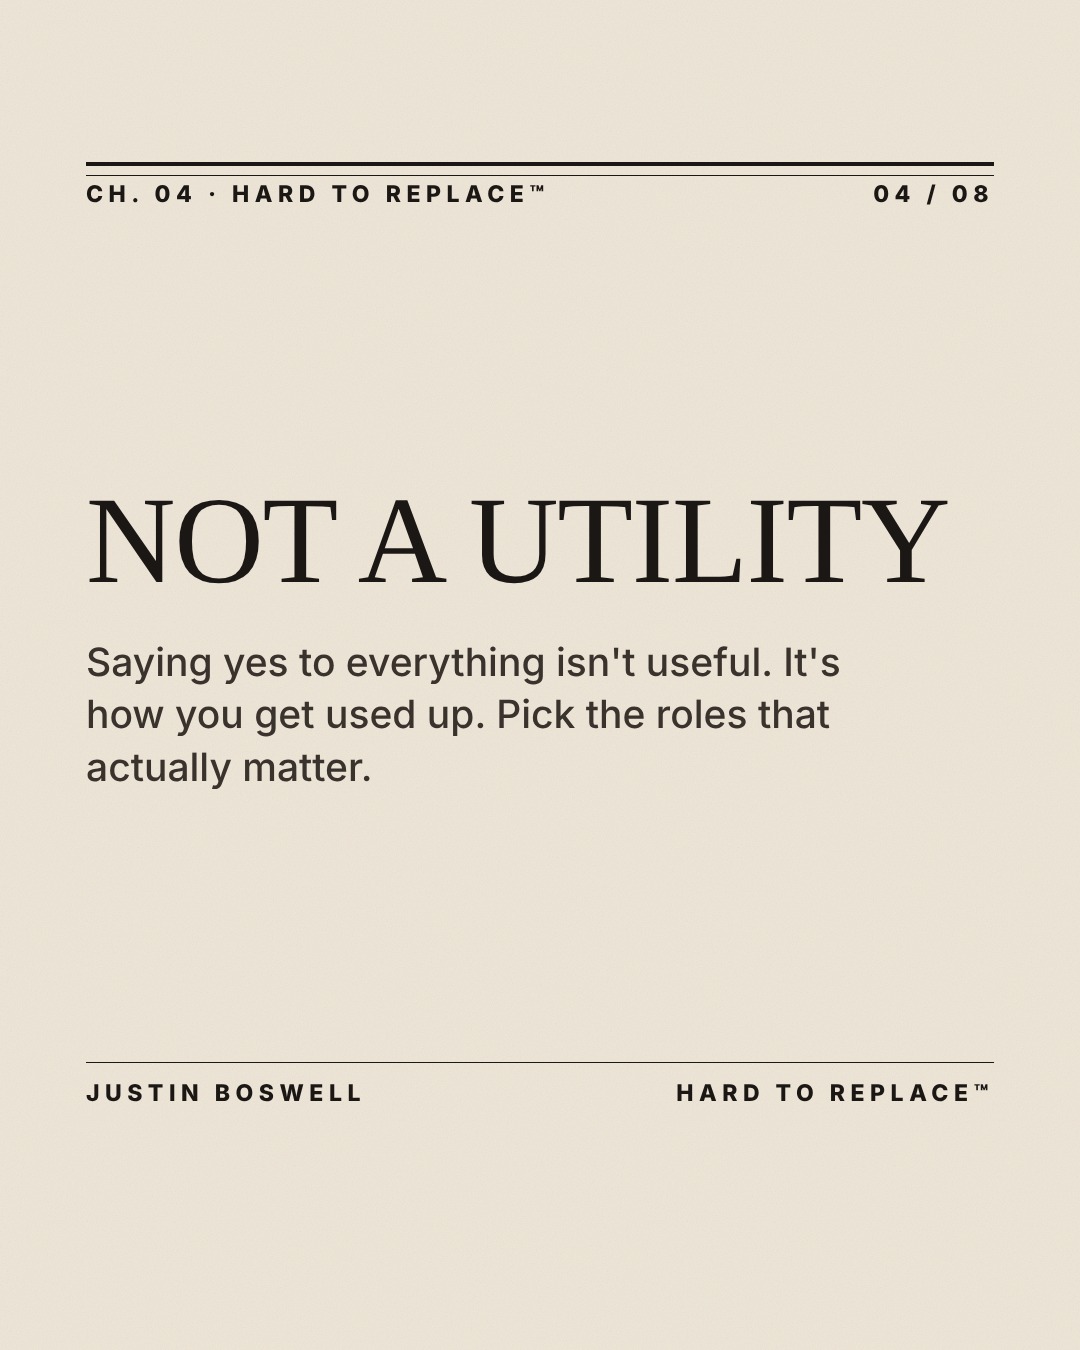 CH. 04 · HARD TO REPLACE™
04 / 08
NOT A UTILITY
Saying yes to everything isn't useful. It's
how you get used up. Pick the roles that
actually matter.
JUSTIN BOSWELL
HARD TO REPLACE™